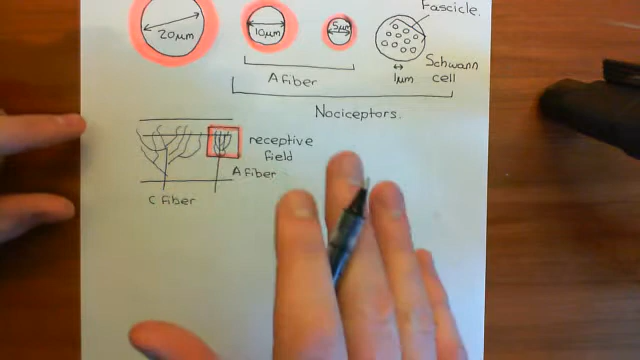 Fascicle.
20μm
10μm
5μm
Schwann
cell
1μm
A fiber
Nociceptors.
receptive
field
A fiber
C fiber